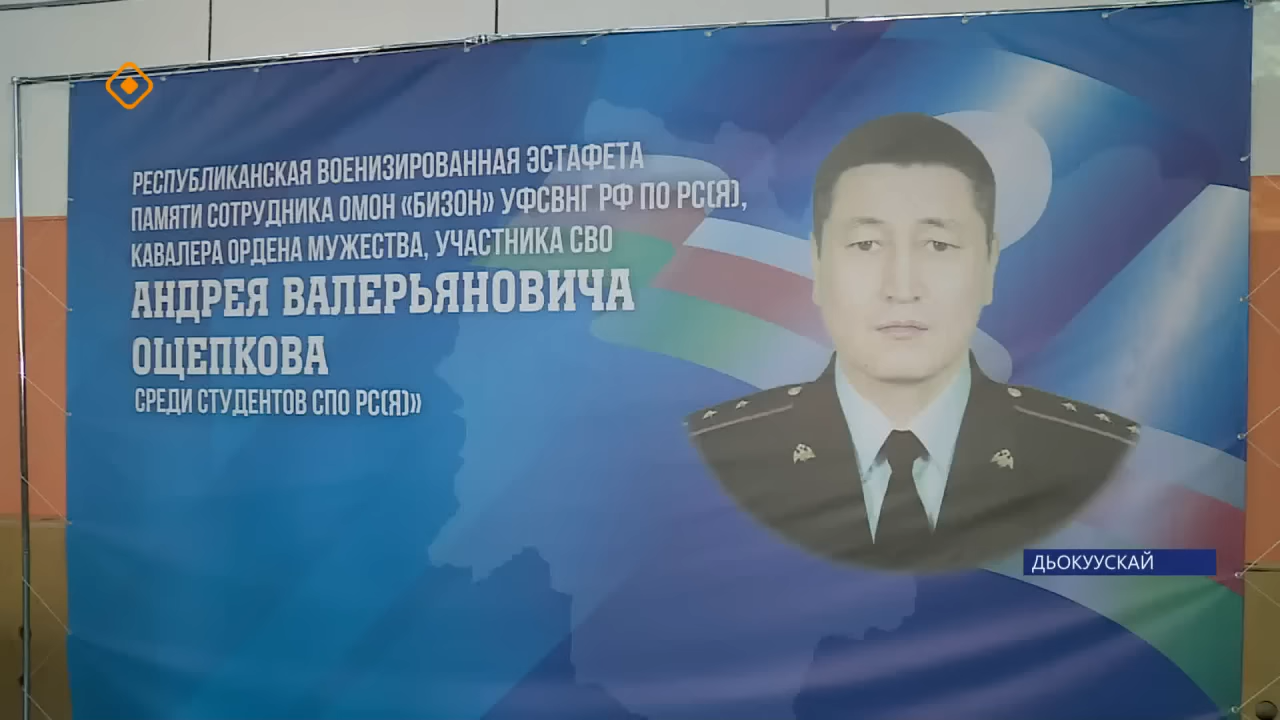 РЕСПУБЛИКАНСКАЯ ВОЕНИЗИРОВАННАЯ ЭСТАФЕТА
ПАМЯТИ СОТРУДНИКА ОМОН «БИЗОН» УФСВНГ РФ ПО РС(Я),
КАВАЛЕРА ОРДЕНА МУЖЕСТВА, УЧАСТНИКА СВО
АНДРЕЯ ВАЛЕРЬЯНОВИЧА
ОЩЕПКОВА
СРЕДИ СТУДЕНТОВ СПО РС(Я)»
ДЬОКУУСКАЙ